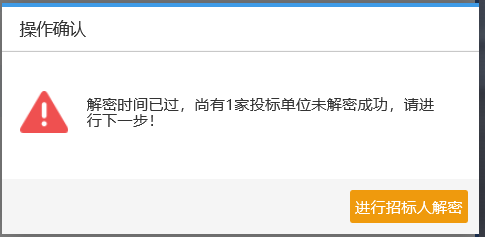 操作确认
解密时间已过，尚有1家投标单位未解密成功，请进
行下一步！
进行招标人解密